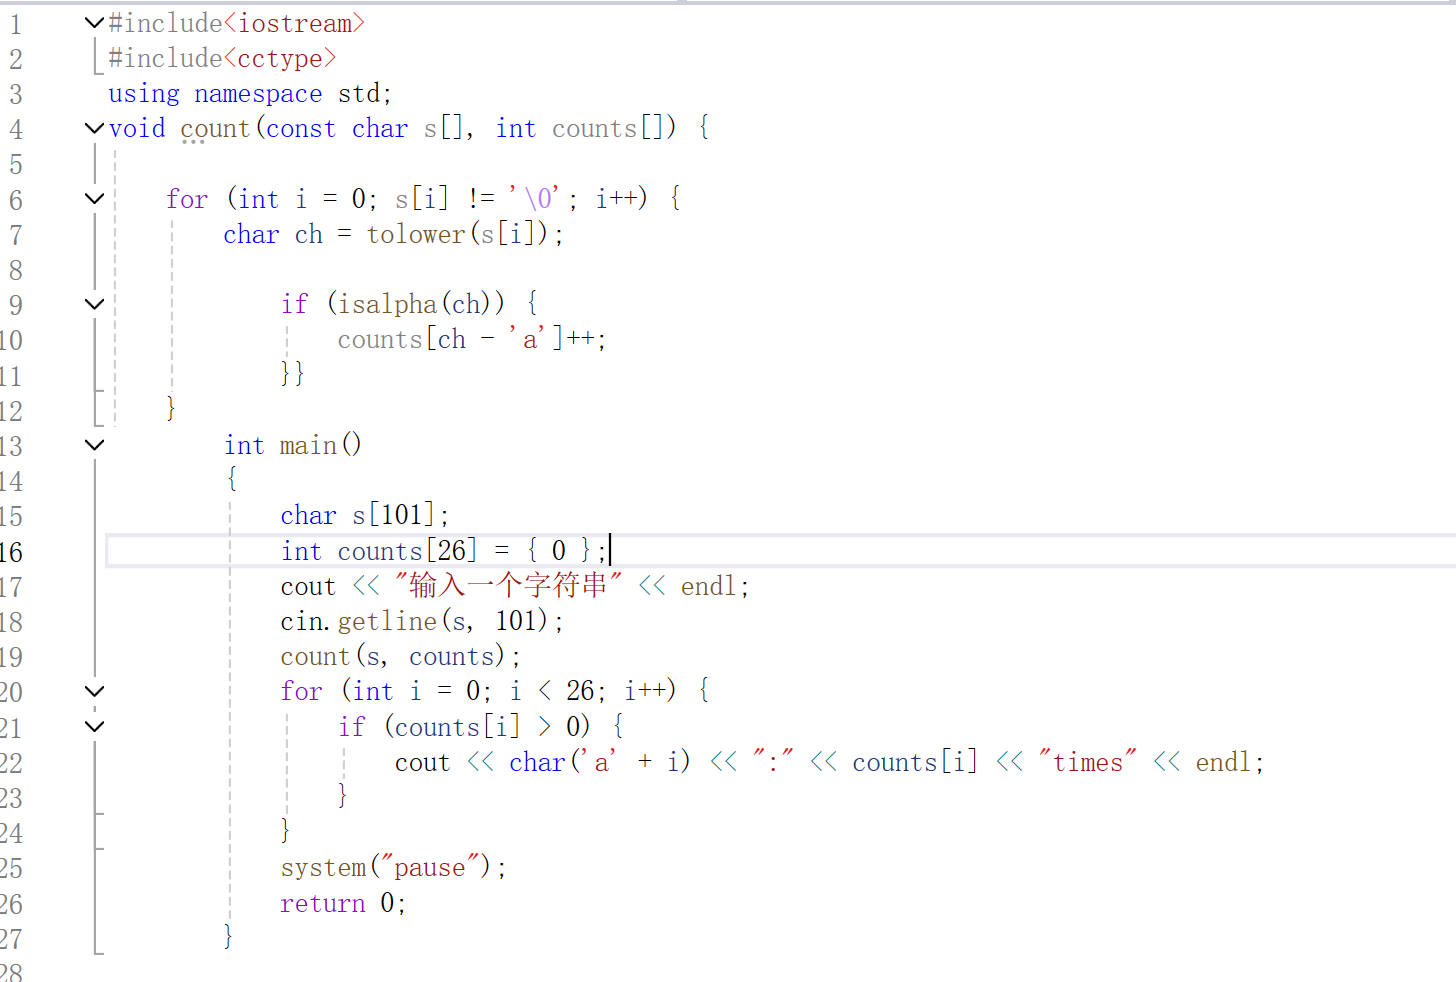 1 #include<iostream>
2 #include<cctype>
3 using namespace std;
4 void count(const char s[], int counts[]) {
5
6 for (int i = 0; s[i] != '\0'; i++) {
7 char ch = tolower(s[i]);
8
9 if (isalpha(ch)) {
10 counts[ch - 'a']++;
11 }}
12 }
13 int main()
14 {
15 char s[101];
16 int counts[26] = { 0 };
17 cout << "输入一个字符串" << endl;
18 cin.getline(s, 101);
19 count(s, counts);
20 for (int i = 0; i < 26; i++) {
21 if (counts[i] > 0) {
22 cout << char('a' + i) << ":" << counts[i] << "times" << endl;
23 }
24 }
25 system("pause");
26 return 0;
27 }
28